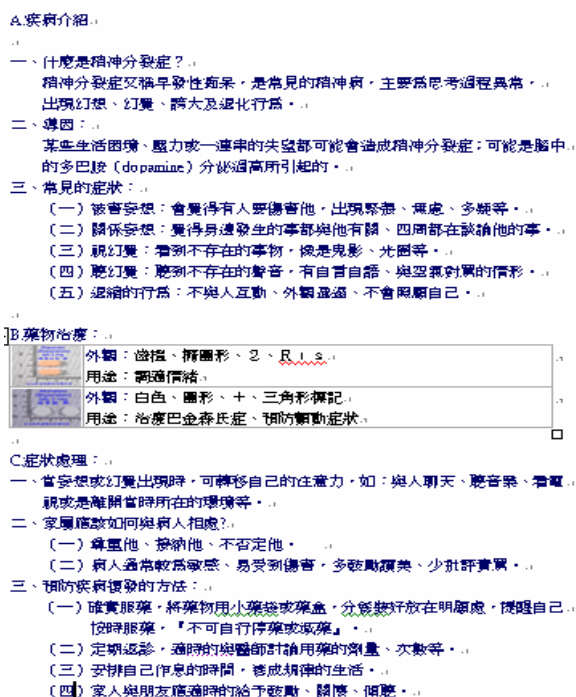 A.疾病介紹
一、什麼是精神分裂症？
精神分裂症又稱早發性痴呆，是常見的精神病，主要為思考過程異常，
出現幻想、幻覺、誇大及退化行為。
二、導因：
某些生活困境、壓力或一連串的失望都可能會造成精神分裂症；可能是腦中
的多巴胺（dopamine）分泌過高所引起的。
三、常見的症狀：
（一）被害妄想：會覺得有人要傷害他，出現緊張、焦慮、多疑等。
（二）關係妄想：覺得身邊發生的事都與他有關、四周都在談論他的事。
（三）視幻覺：看到不存在的事物，像是鬼影、光圈等。
（四）聽幻覺：聽到不存在的聲音，有自言自語、與空氣對罵的情形。
（五）退縮的行為：不與人互動、外觀邋遢、不會照顧自己。
B.藥物治療：
外觀：橢圓形、２、Ｒｉｓ
用途：調適情緒
外觀：白色、圓形、十、三角形標記
用途：治療巴金森氏症、預防顫動症狀
C.症狀處理：
一、當妄想或幻覺出現時，可轉移自己的注意力，如：與人聊天、聽音樂、看電
視或是離開當時所在的環境等。
二、家屬應該如何與病人相處?
（一）尊重他、接納他、不否定他。
（二）病人通常較為敏感、易受到傷害，多鼓勵讚美、少批評責罵。
三、預防疾病復發的方法：
（一）確實服藥，將藥物用小藥袋或藥盒，分裝好放在明顯處，提醒自己
按時服藥，『不可自行停藥或減藥』。
（二）定期返診，適時的與醫師討論用藥的劑量、次數等。
（三）安排自己作息的時間，養成規律的生活。
（四）家人與朋友應適時的給予鼓勵、關懷、傾聽。